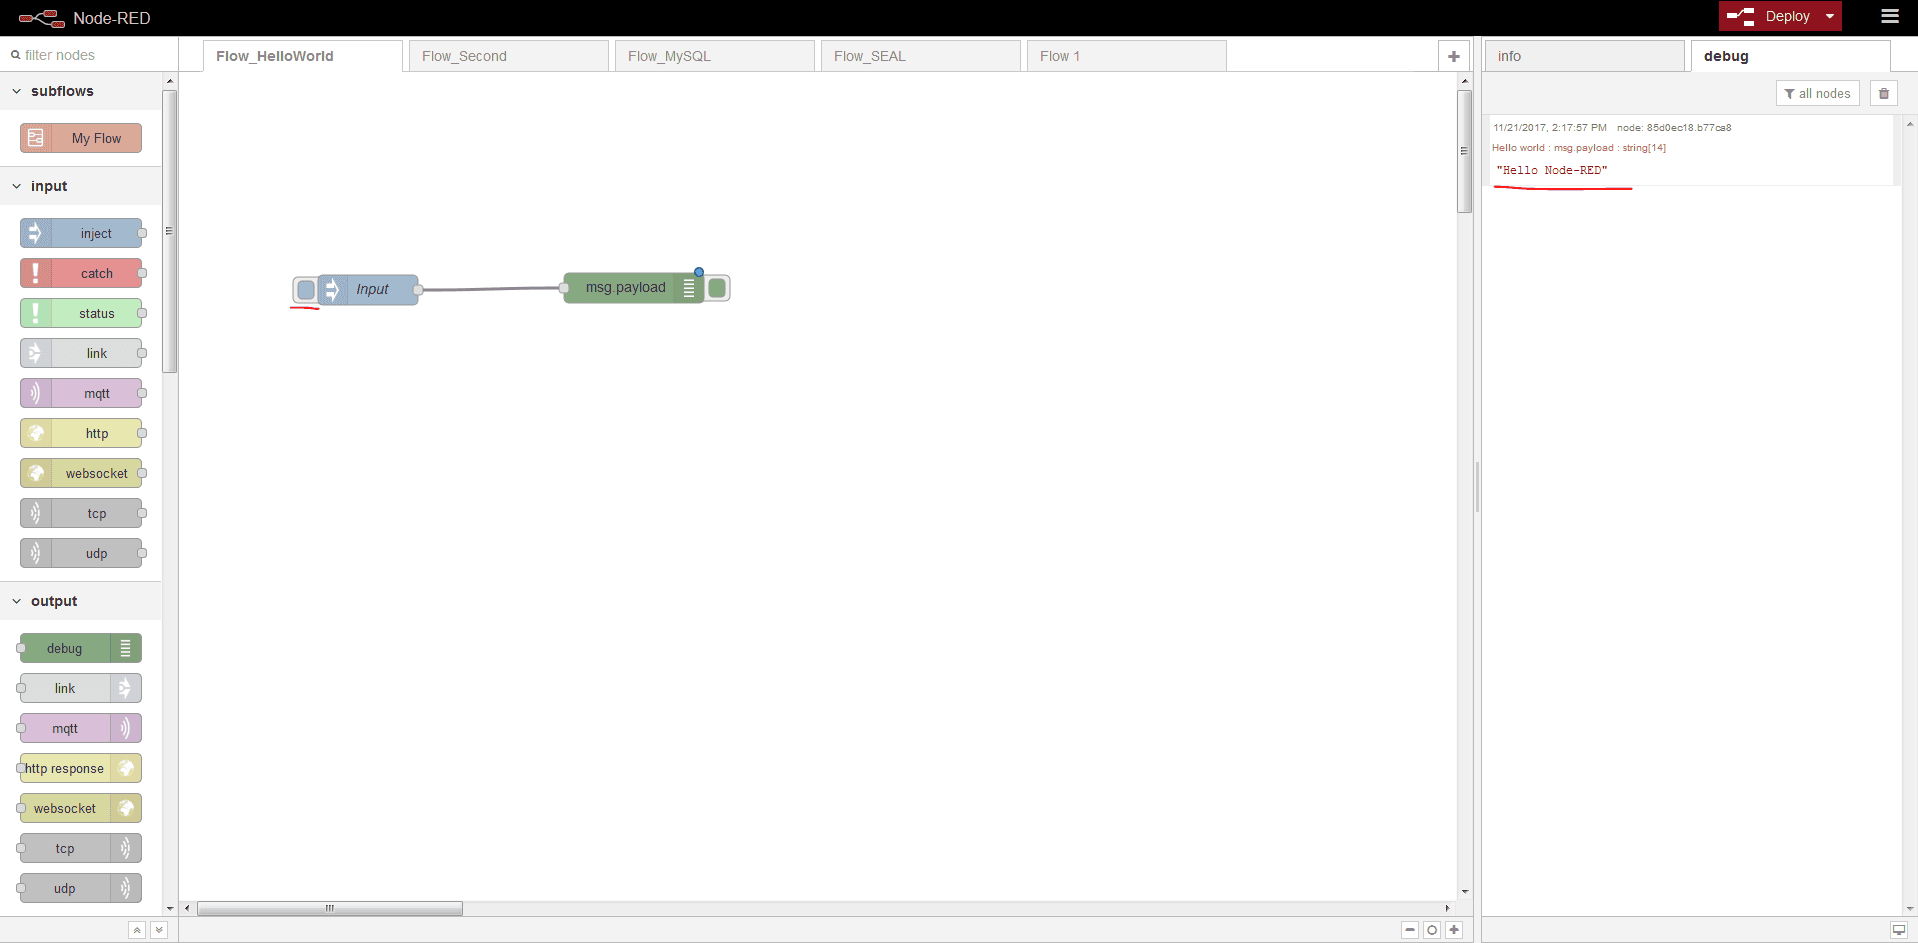 Node-RED
Deploy
filter nodes
Flow_HelloWorld
Flow_Second
Flow_MySQL
Flow_SEAL
Flow 1
info
debug
all nodes
subflows
My Flow
input
inject
catch
status
link
mqtt
http
websocket
tcp
udp
output
debug
link
mqtt
http response
websocket
tcp
udp
Input
msg.payload
11/21/2017, 2:17:57 PM node: 85d0ec18.b77ca8
Hello world : msg.payload : string[14]
"Hello Node-RED"